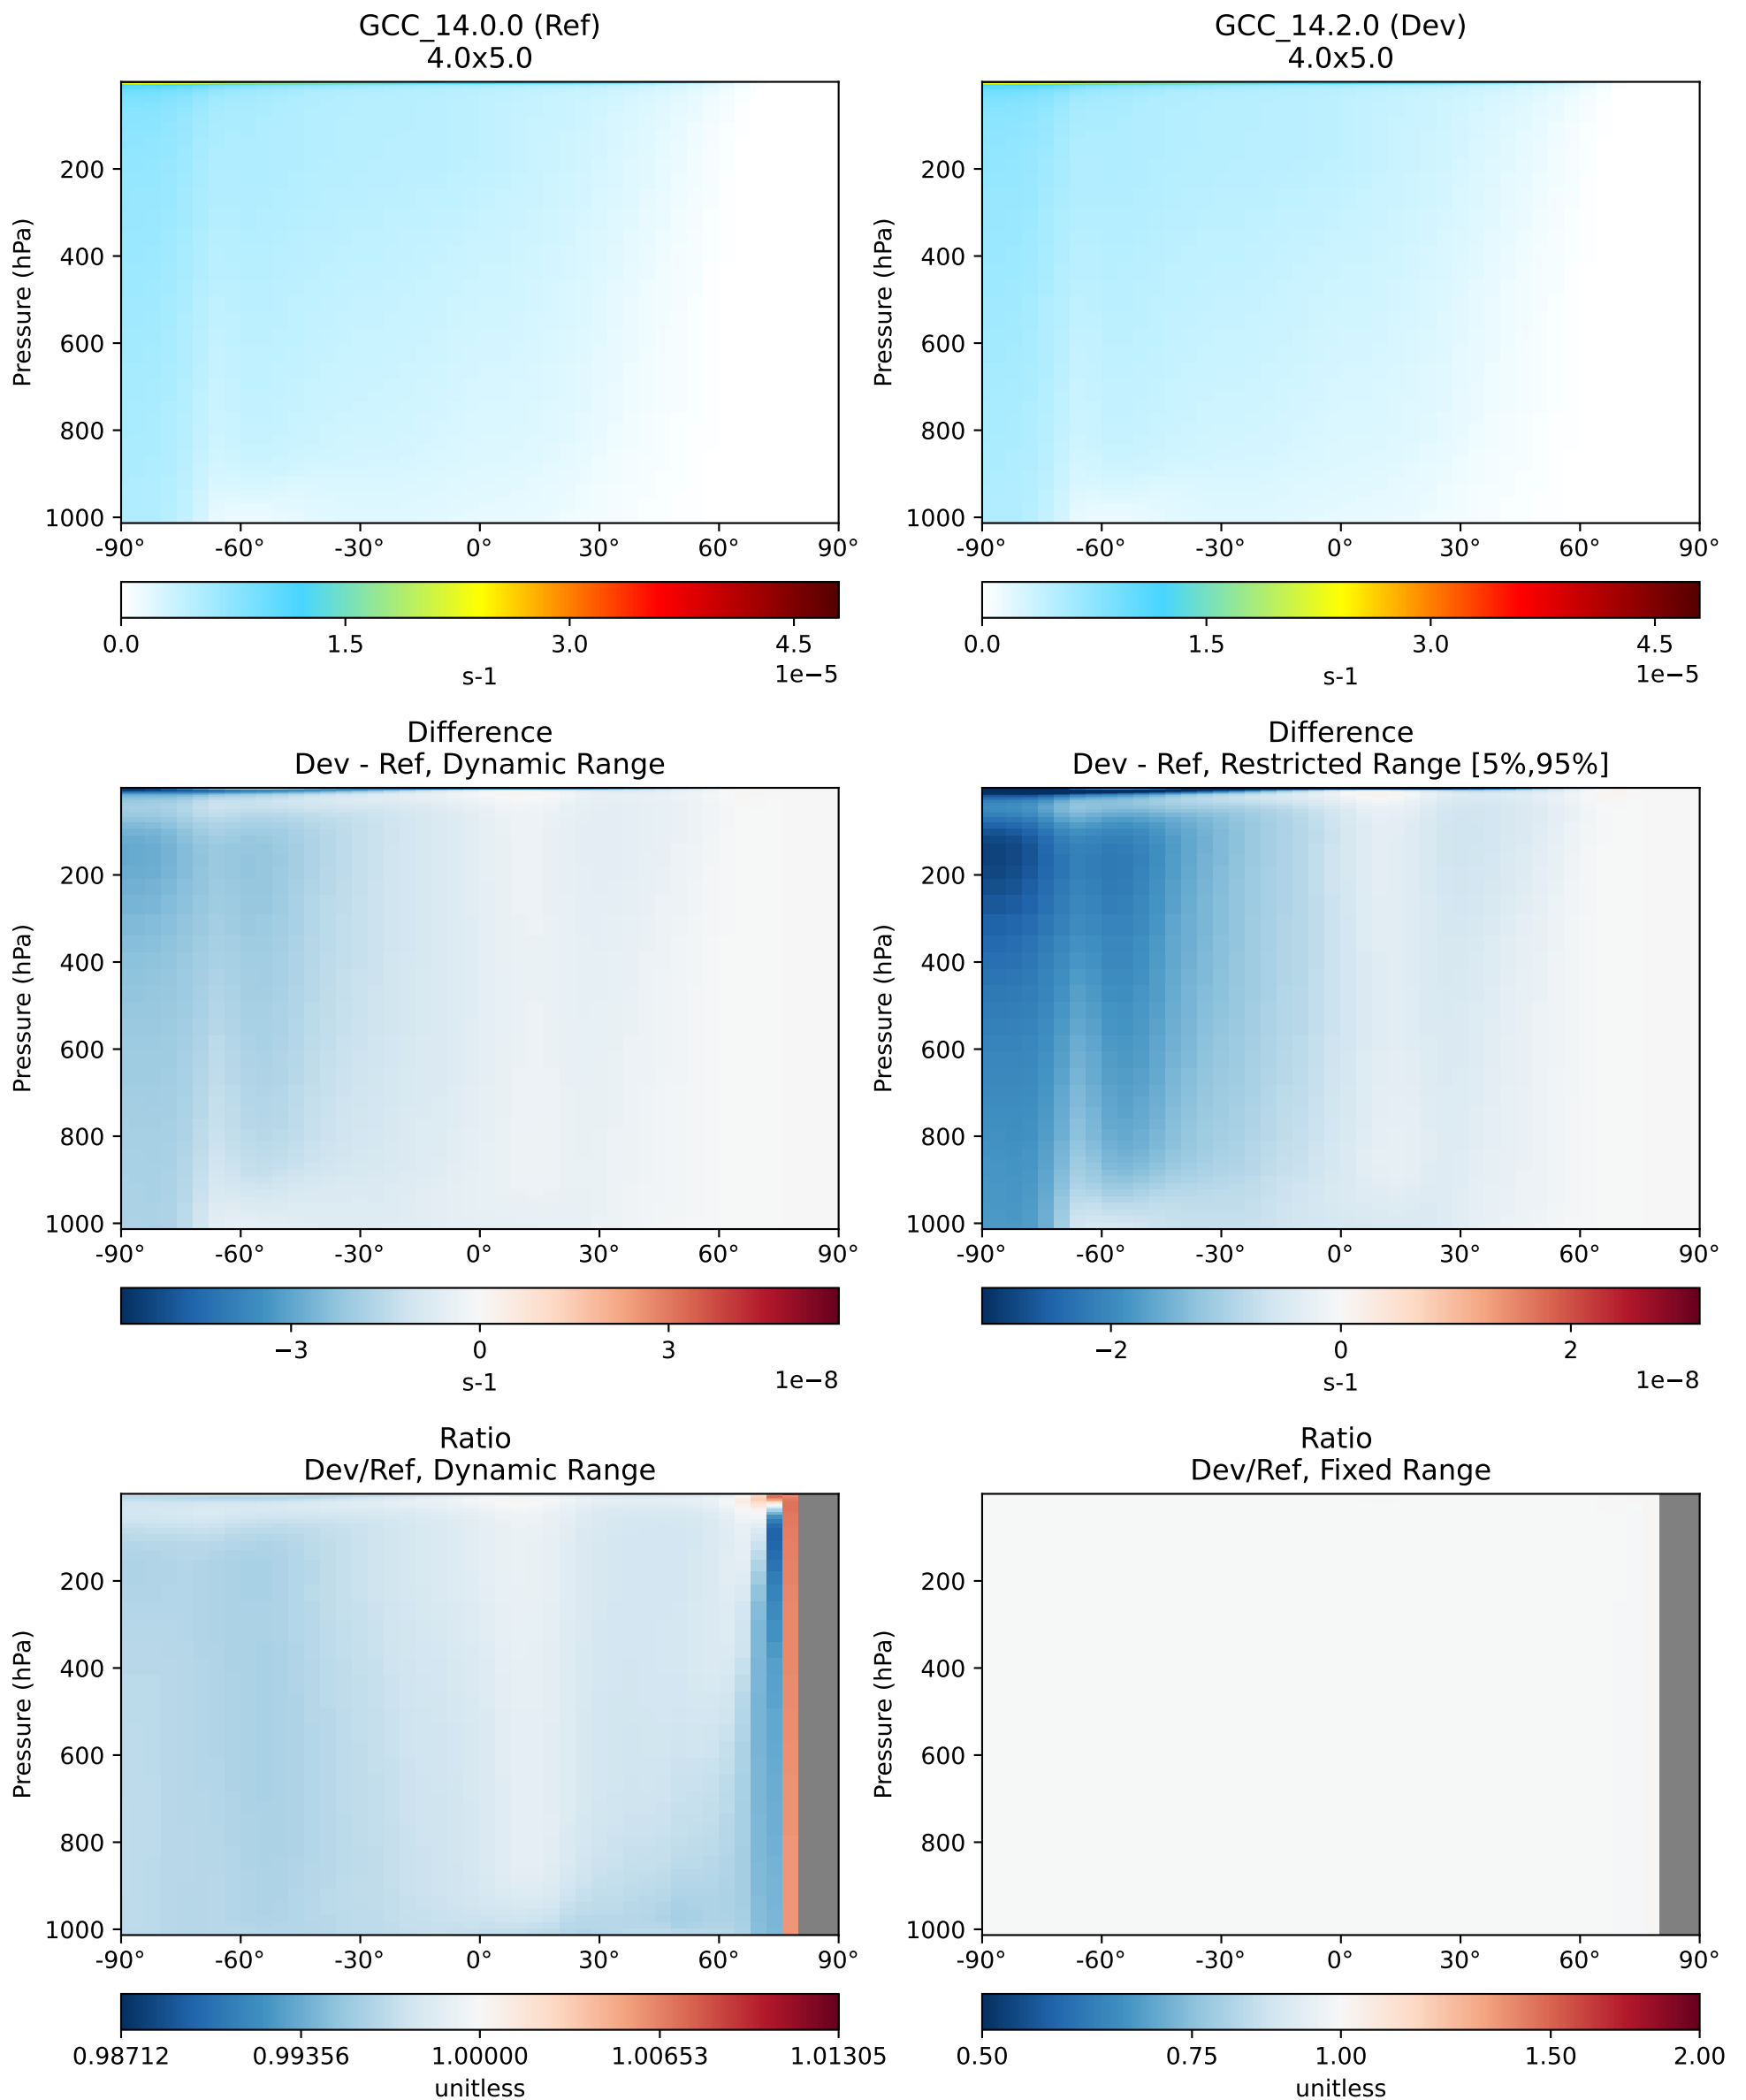 GCC_14.0.0 (Ref)
4.0x5.0
GCC_14.2.0 (Dev)
4.0x5.0
Pressure (hPa)
200
400
600
800
1000
-90° -60° -30° 0° 30° 60° 90°
0.0 1.5 3.0 4.5
1e−5
s-1
Pressure (hPa)
200
400
600
800
1000
-90° -60° -30° 0° 30° 60° 90°
0.0 1.5 3.0 4.5
1e−5
s-1
Difference
Dev - Ref, Dynamic Range
Difference
Dev - Ref, Restricted Range [5%,95%]
Pressure (hPa)
200
400
600
800
1000
-90° -60° -30° 0° 30° 60° 90°
−3 0 3
1e−8
s-1
Pressure (hPa)
200
400
600
800
1000
-90° -60° -30° 0° 30° 60° 90°
−2 0 2
1e−8
s-1
Ratio
Dev/Ref, Dynamic Range
Ratio
Dev/Ref, Fixed Range
Pressure (hPa)
200
400
600
800
1000
-90° -60° -30° 0° 30° 60° 90°
0.98712 0.99356 1.00000 1.00653 1.01305
unitless
Pressure (hPa)
200
400
600
800
1000
-90° -60° -30° 0° 30° 60° 90°
0.50 0.75 1.00 1.50 2.00
unitless